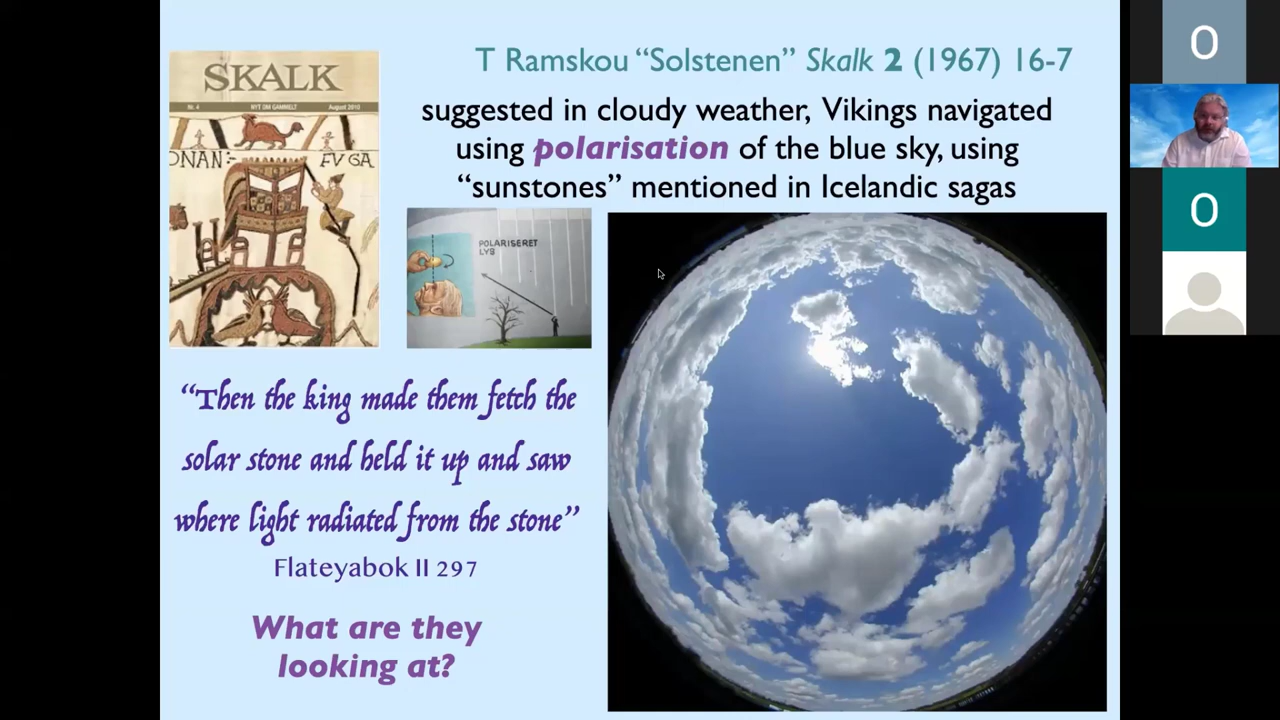 T Ramskou “Solstenen” Skalk 2 (1967) 16-7
suggested in cloudy weather, Vikings navigated
using polarisation of the blue sky, using
“sunstones” mentioned in Icelandic sagas
SKALK
Nr. 4 NYT OM GAMMELT August 2010
ONAN:- FVGA
POLARISERET
LYS
“Then the king made them fetch the
solar stone and held it up and saw
where light radiated from the stone”
Flateyabok II 297
What are they
looking at?
O
O